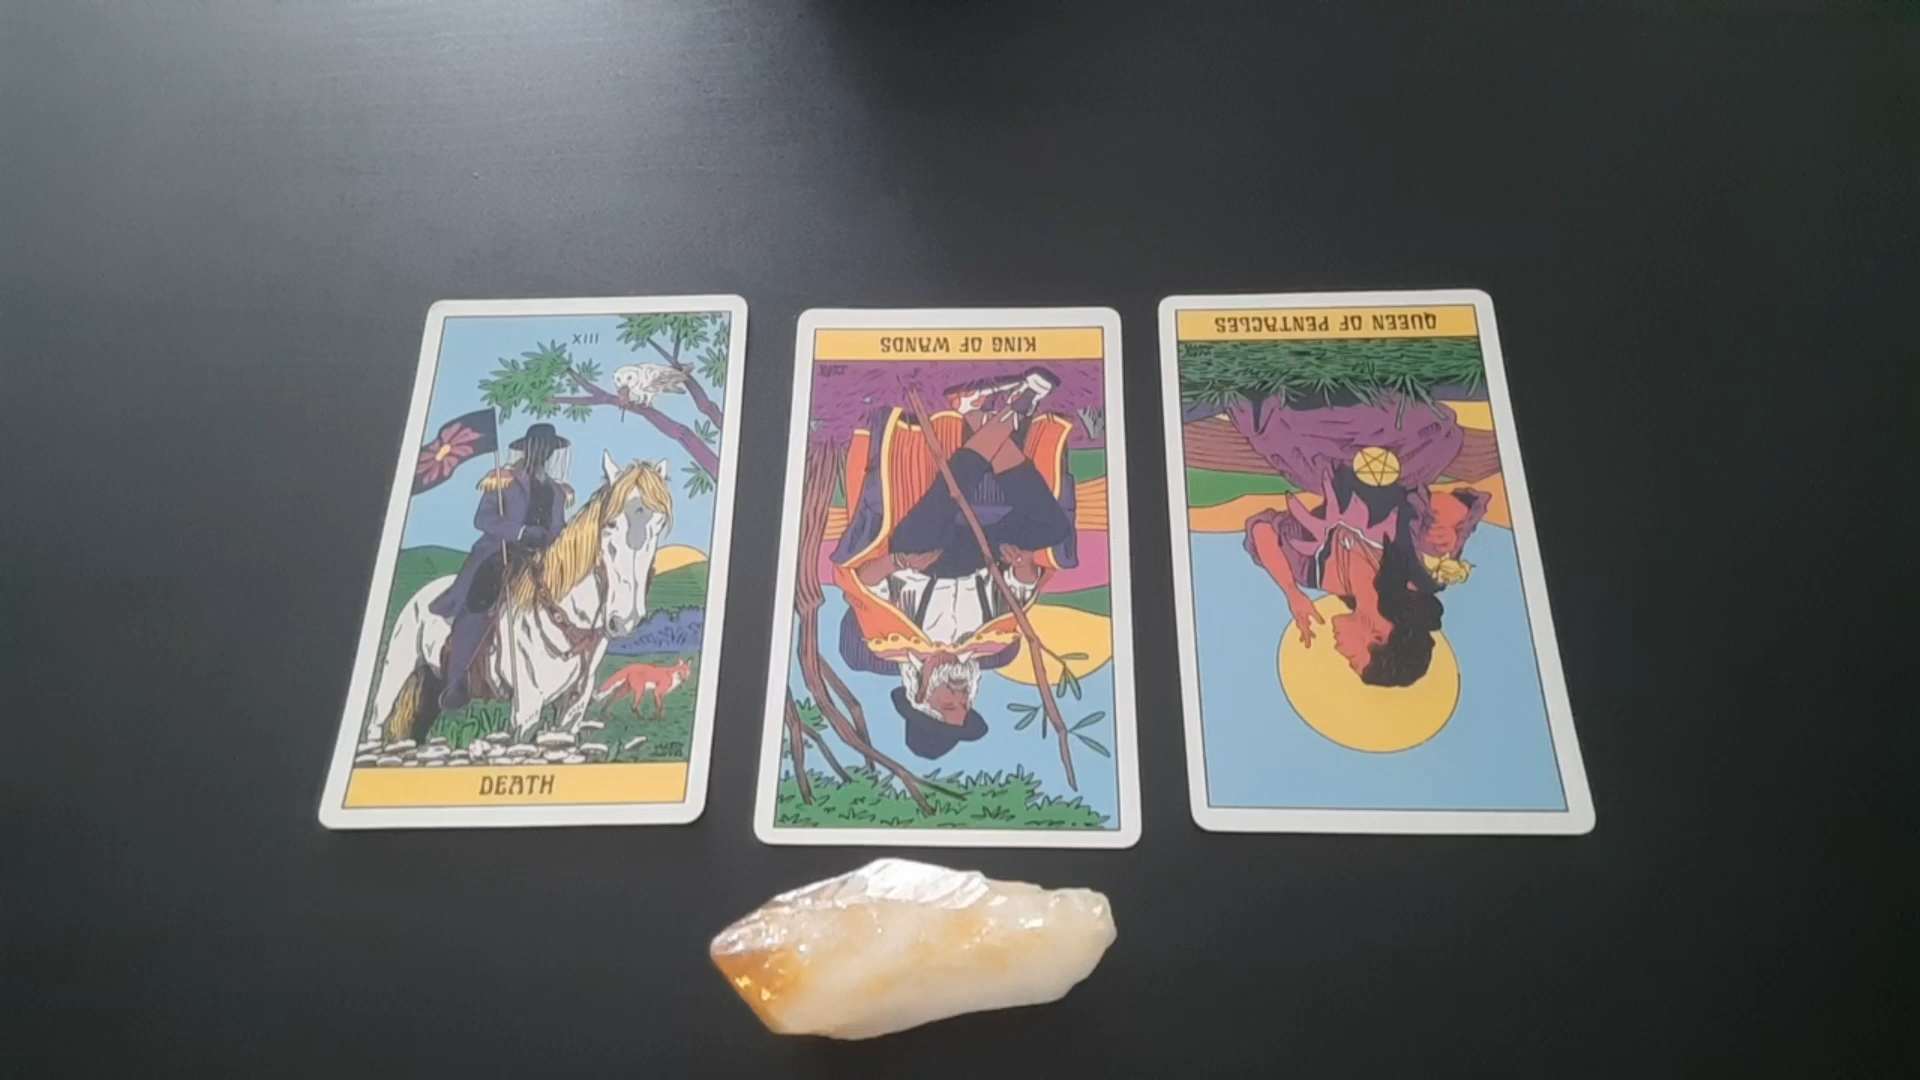 XIII
DEATH
KING OF WANDS
QUEEN OF PENTACLES